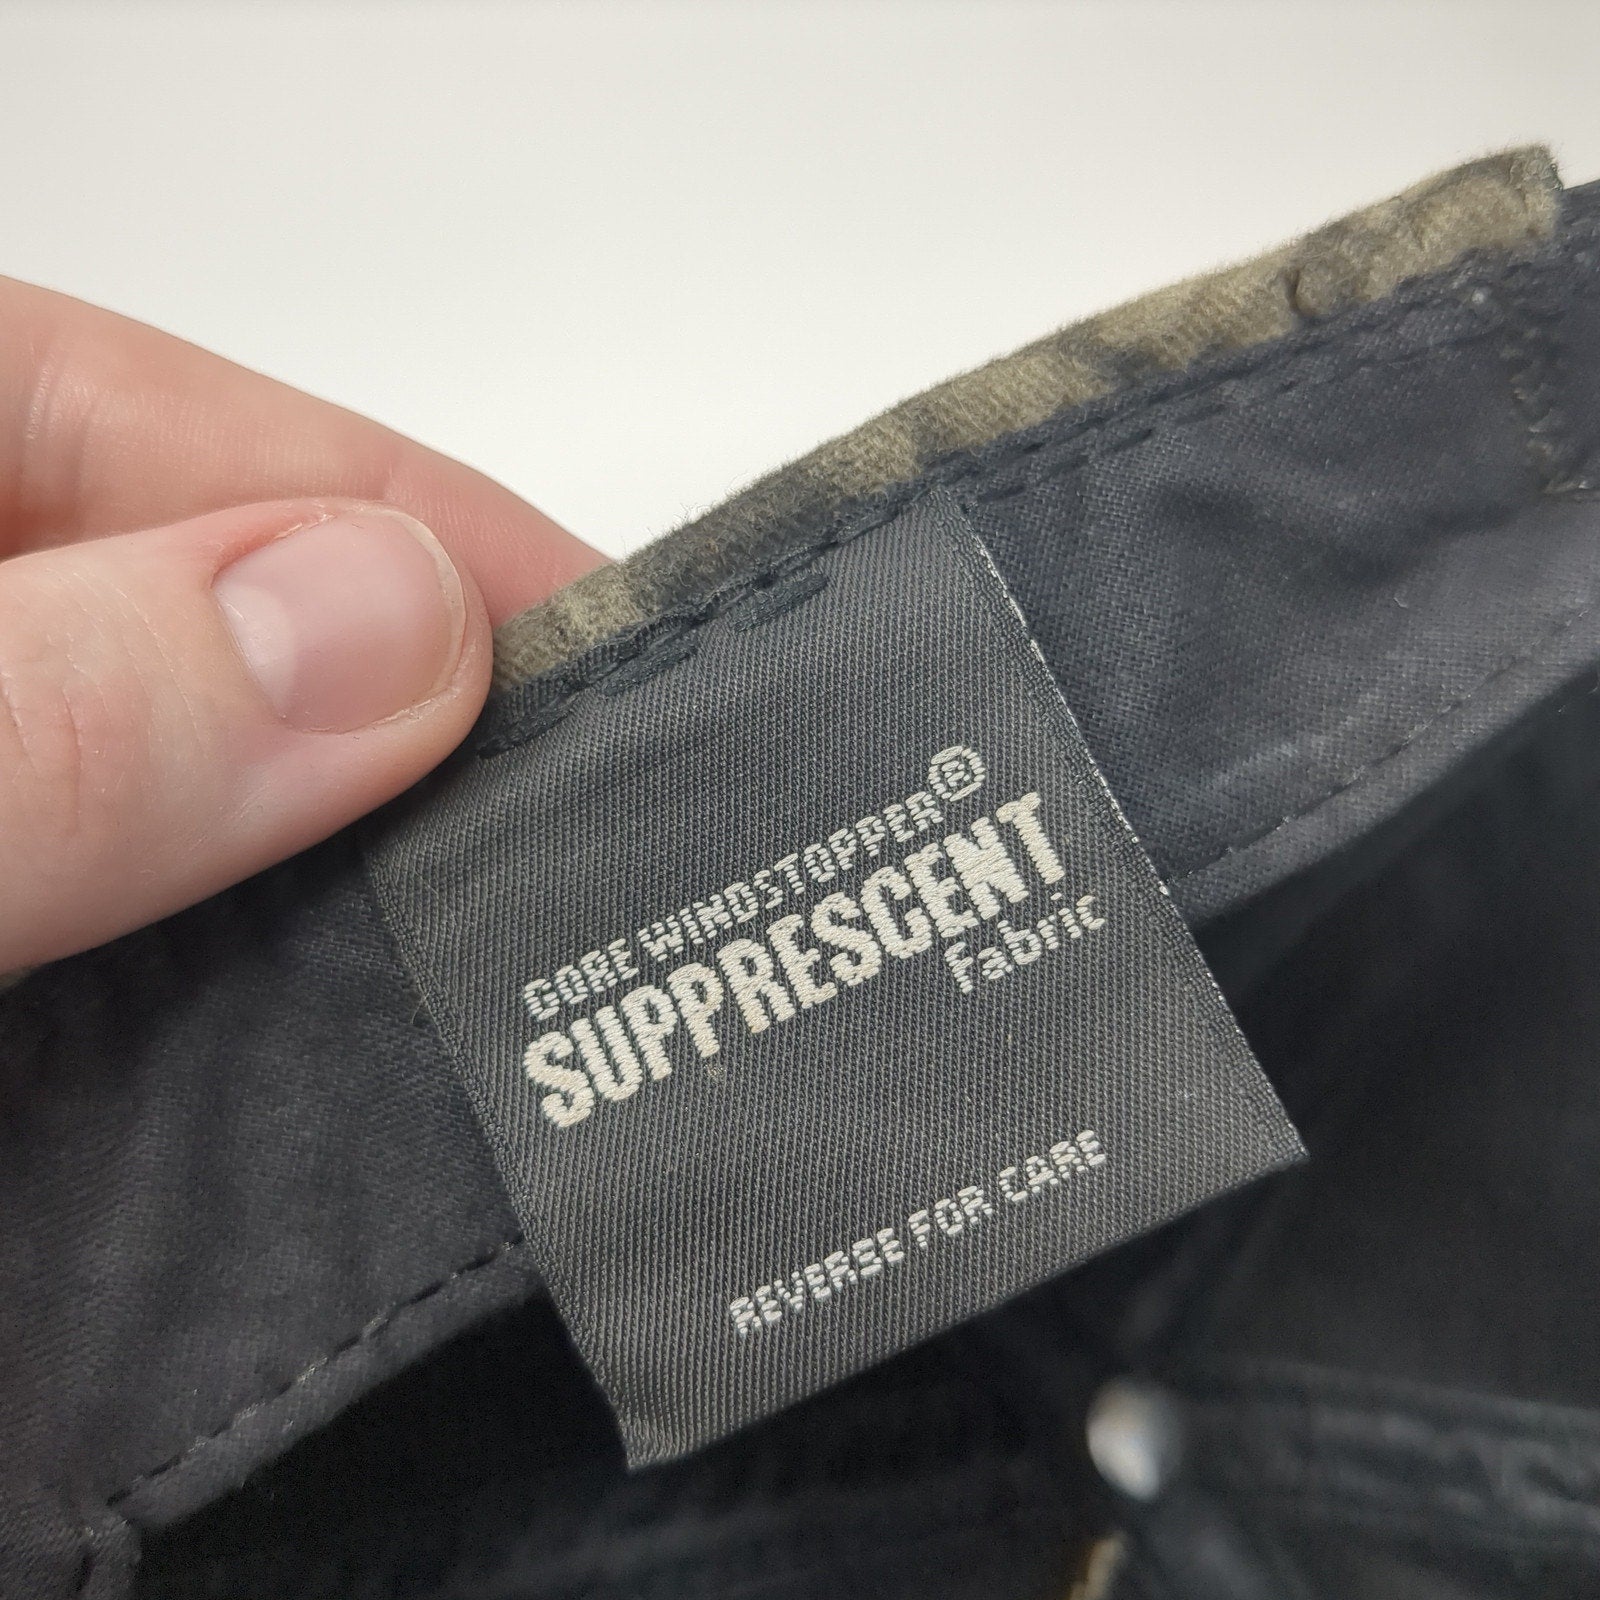 GORE WINDSTOPPER®
SUPPRESCENT
Fabric
REVERSE FOR CARE